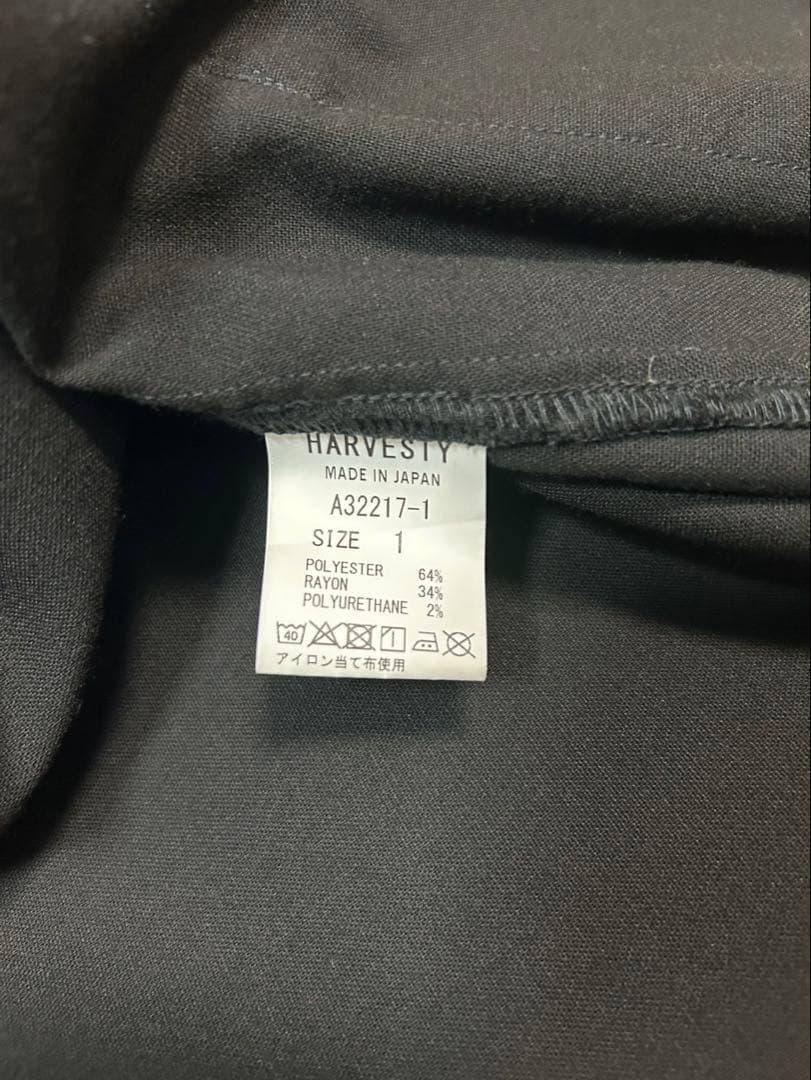 HARVESTY
MADE IN JAPAN
A32217-1
SIZE 1
POLYESTER 64%
RAYON 34%
POLYURETHANE 2%
40
アイロン当て布使用